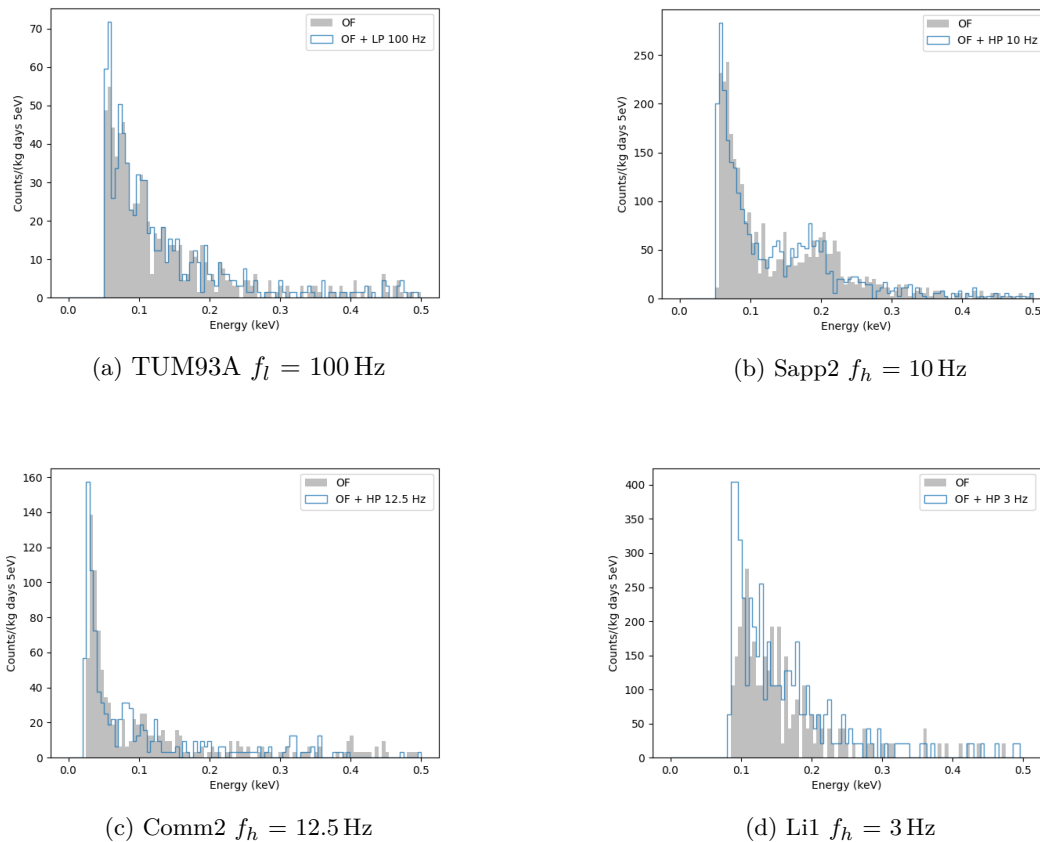 OF
OF + LP 100 Hz
70
60
50
40
30
20
10
0
Counts/(kg days 5eV)
0.0 0.1 0.2 0.3 0.4 0.5
Energy (keV)
(a) TUM93A f_l = 100 Hz
OF
OF + HP 10 Hz
250
200
150
100
50
0
Counts/(kg days 5eV)
0.0 0.1 0.2 0.3 0.4 0.5
Energy (keV)
(b) Sapp2 f_h = 10 Hz
OF
OF + HP 12.5 Hz
160
140
120
100
80
60
40
20
0
Counts/(kg days 5eV)
0.0 0.1 0.2 0.3 0.4 0.5
Energy (keV)
(c) Comm2 f_h = 12.5 Hz
OF
OF + HP 3 Hz
400
350
300
250
200
150
100
50
0
Counts/(kg days 5eV)
0.0 0.1 0.2 0.3 0.4 0.5
Energy (keV)
(d) Li1 f_h = 3 Hz